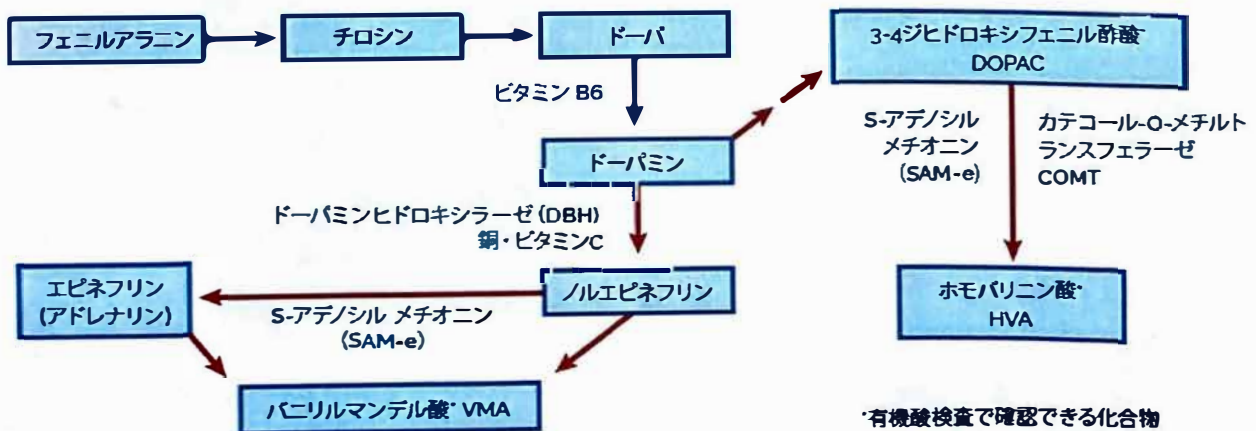 フェニルアラニン
チロシン
ドーパ
3-4ジヒドロキシフェニル酢酸*
DOPAC
ビタミン B6
S-アデノシル
メチオニン
(SAM-e)
カテコール-O-メチルト
ランスフェラーゼ
COMT
ドーパミン
ドーパミンヒドロキシラーゼ (DBH)
銅・ビタミンC
エピネフリン
(アドレナリン)
ノルエピネフリン
ホモバリニン酸*
HVA
S-アデノシル メチオニン
(SAM-e)
バニリルマンデル酸* VMA
*有機酸検査で確認できる化合物